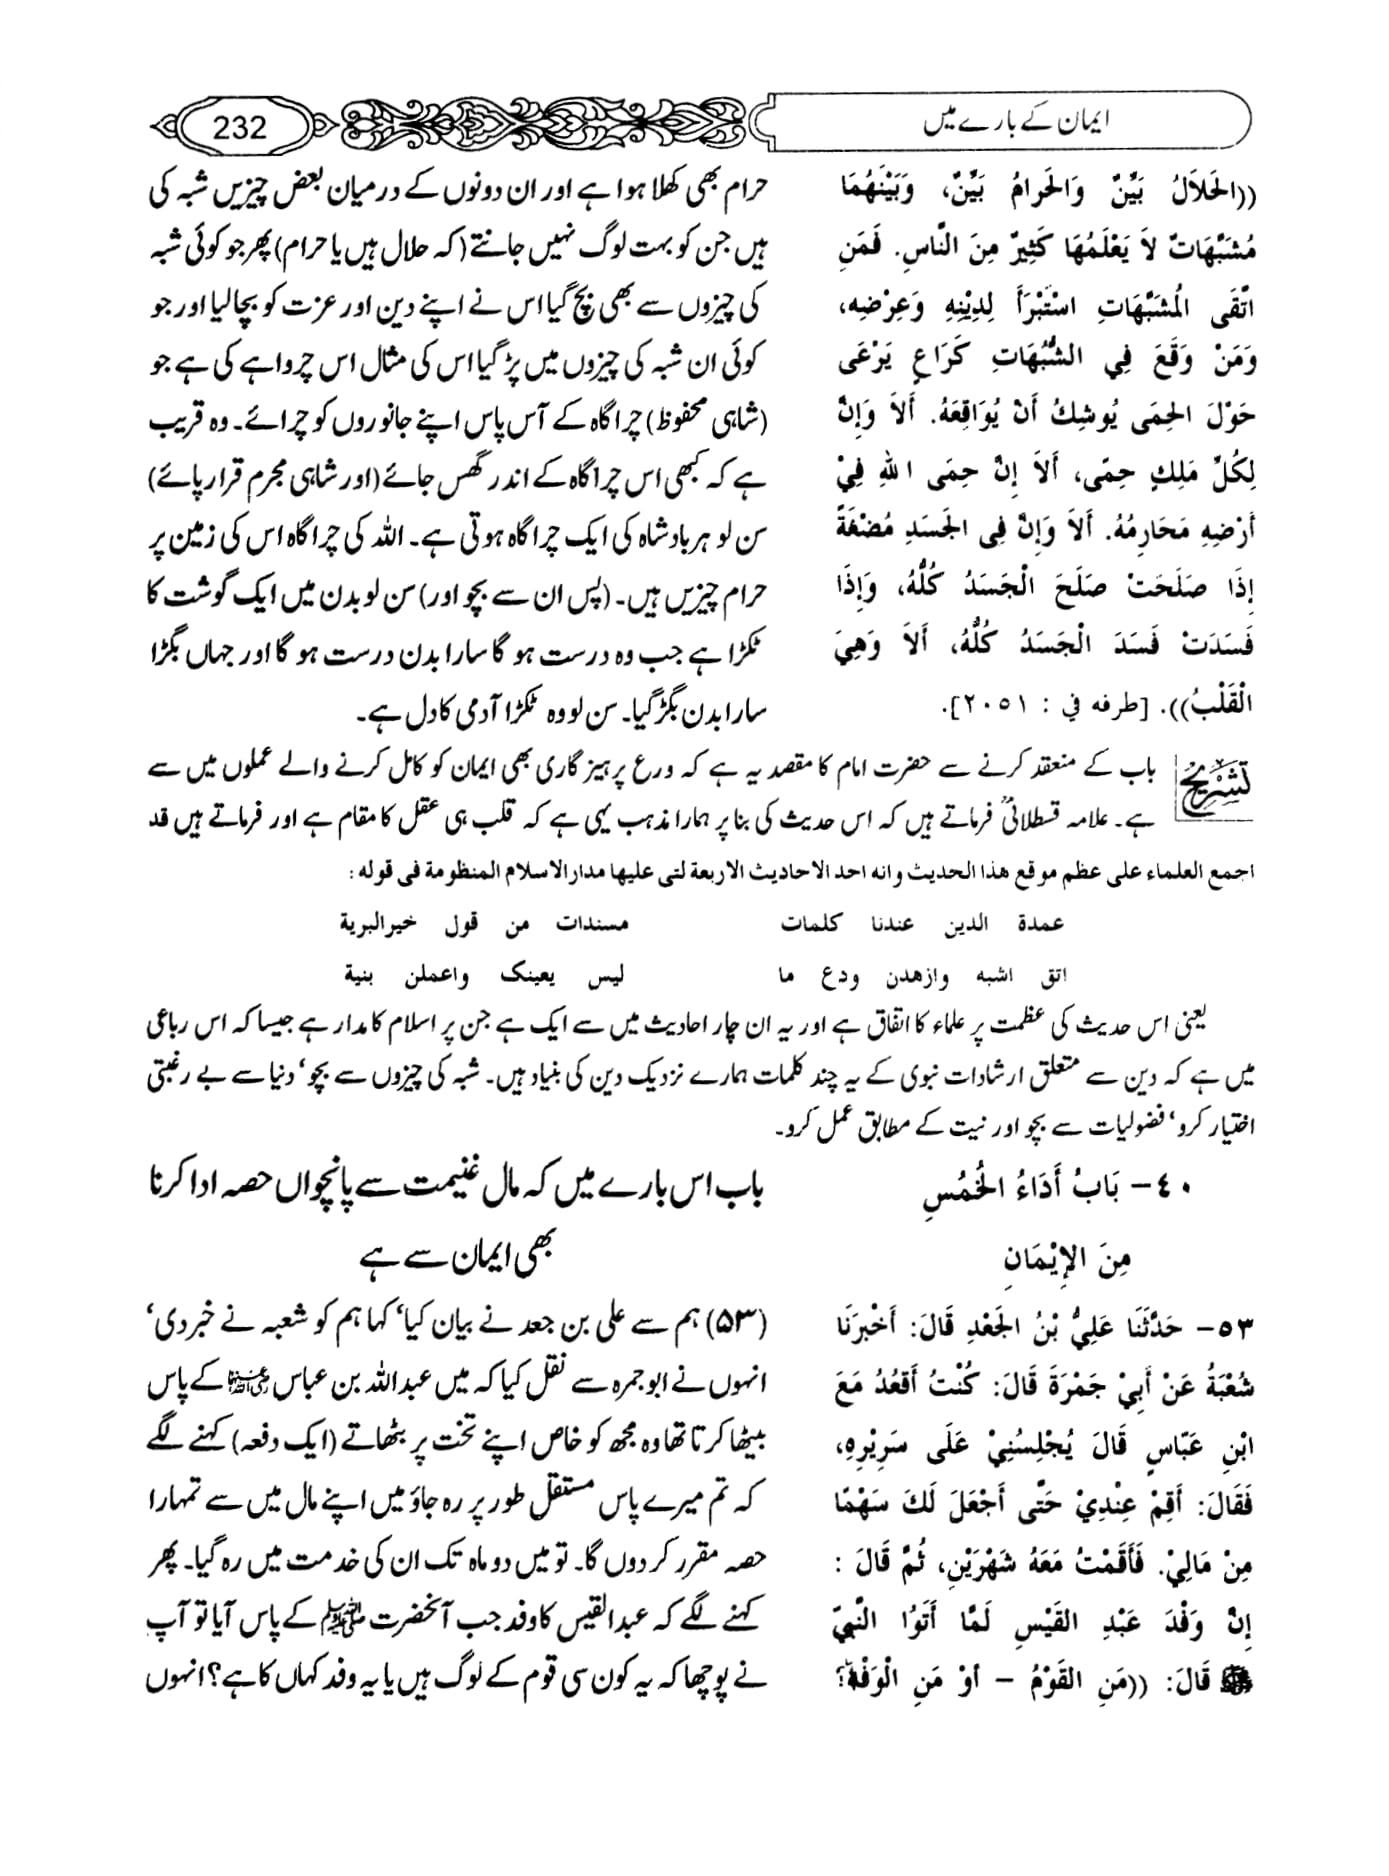 ایمان کے بارے میں
232
((الحَلاَلُ بَيِّنٌ وَالحَرامُ بَيِّنٌ، وَبَيْنَهُمَا
مُشَبَّهَاتٌ لاَ يَعْلَمُهَا كَثِيرٌ مِنَ النَّاسِ. فَمَنِ
اتَّقَى المُشَبَّهَاتِ اسْتَبْرَأَ لِدِيْنِهِ وَعِرْضِهِ،
وَمَنْ وَقَعَ فِي الشُّبُهَاتِ كَرَاعٍ يَرْعَى
حَوْلَ الحِمَى يُوشِكُ أَنْ يُوَاقِعَهُ. أَلاَ وَإِنَّ
لِكُلِّ مَلِكٍ حِمًى، أَلاَ إِنَّ حِمَى اللهِ فِيْ
أَرْضِهِ مَحَارِمُهُ. أَلاَ وَإِنَّ فِى الجَسَدِ مُضْغَةً
إِذَا صَلَحَتْ صَلَحَ الْجَسَدُ كُلُّهُ، وَإِذَا
فَسَدَتْ فَسَدَ الْجَسَدُ كُلُّهُ، أَلاَ وَهِيَ
الْقَلْبُ)). [طرفه في : ٢٠٥١].
حرام بھی کھلا ہوا ہے اور ان دونوں کے درمیان بعض چیزیں شبہ کی
ہیں جن کو بہت لوگ نہیں جانتے (کہ حلال ہیں یا حرام) پھر جو کوئی شبہ
کی چیزوں سے بھی بچ گیا اس نے اپنے دین اور عزت کو بچا لیا اور جو
کوئی ان شبہ کی چیزوں میں پڑ گیا اس کی مثال اس چرواہے کی ہے جو
(شاہی محفوظ) چراگاہ کے آس پاس اپنے جانوروں کو چرائے۔ وہ قریب
ہے کہ کبھی اس چراگاہ کے اندر گھس جائے (اور شاہی مجرم قرار پائے)
سن لو ہر بادشاہ کی ایک چراگاہ ہوتی ہے۔ اللہ کی چراگاہ اس کی زمین پر
حرام چیزیں ہیں۔ (پس ان سے بچو اور) سن لو بدن میں ایک گوشت کا
ٹکڑا ہے جب وہ درست ہو گا سارا بدن درست ہو گا اور جہاں بگڑا
سارا بدن بگڑ گیا۔ سن لو وہ ٹکڑا آدمی کا دل ہے۔
تشریح باب کے منعقد کرنے سے حضرت امام کا مقصد یہ ہے کہ ورع پرہیزگاری بھی ایمان کو کامل کرنے والے عملوں میں سے
ہے۔ علامہ قسطلانیؒ فرماتے ہیں کہ اس حدیث کی بنا پر ہمارا مذہب یہی ہے کہ قلب ہی عقل کا مقام ہے اور فرماتے ہیں قد
اجمع العلماء على عظم موقع هذا الحديث وانه احد الاحاديث الاربعة لتى عليها مدار الاسلام المنظومة فى قوله :
عمدة الدين عندنا كلمات مسندات من قول خيرالبرية
اتق اشبه وازهدن ودع ما ليس يعينک واعملن بنية
یعنی اس حدیث کی عظمت پر علماء کا اتفاق ہے اور یہ ان چار احادیث میں سے ایک ہے جن پر اسلام کا مدار ہے جیسا کہ اس رباعی
میں ہے کہ دین سے متعلق ارشادات نبوی کے یہ چند کلمات ہمارے نزدیک دین کی بنیاد ہیں۔ شبہ کی چیزوں سے بچو‘ دنیا سے بے رغبتی
اختیار کرو‘ فضولیات سے بچو اور نیت کے مطابق عمل کرو۔
٤٠- بَابُ أَدَاءُ الخُمُسِ
مِنَ الإِيْمَانِ
باب اس بارے میں کہ مال غنیمت سے پانچواں حصہ ادا کرنا
بھی ایمان سے ہے
٥٣- حَدَّثَنَا عَلِيُّ بْنُ الجَعْدِ قَالَ: أَخْبَرَنَا
شُعْبَةُ عَنْ أَبِيْ جَمْرَةَ قَالَ: كُنْتُ أَقْعُدُ مَعَ
ابْنِ عَبَّاسٍ قَالَ يُجْلِسُنِيْ عَلَى سَرِيْرِهِ،
فَقَالَ: أَقِمْ عِنْدِيْ حَتَّى أَجْعَلَ لَكَ سَهْمًا
مِنْ مَالِيْ. فَأَقَمْتُ مَعَهُ شَهْرَيْنِ، ثُمَّ قَالَ :
إِنَّ وَفْدَ عَبْدِ القَيْسِ لَمَّا أَتَوُا النَّبِيَّ
ﷺ قَالَ: ((مَنِ القَوْمُ – أَوْ مَنِ الْوَفْدُ؟
(۵۳) ہم سے علی بن جعد نے بیان کیا‘ کہا ہم کو شعبہ نے خبر دی‘
انہوں نے ابوجمرہ سے نقل کیا کہ میں عبداللہ بن عباس رضی اللہ عنہما کے پاس
بیٹھا کرتا تھا وہ مجھ کو خاص اپنے تخت پر بٹھاتے (ایک دفعہ) کہنے لگے
کہ تم میرے پاس مستقل طور پر رہ جاؤ میں اپنے مال میں سے تمہارا
حصہ مقرر کر دوں گا۔ تو میں دو ماہ تک ان کی خدمت میں رہ گیا۔ پھر
کہنے لگے کہ عبدالقیس کا وفد جب آنحضرت ﷺ کے پاس آیا تو آپ
نے پوچھا کہ یہ کون سی قوم کے لوگ ہیں یا یہ وفد کہاں کا ہے؟ انہوں